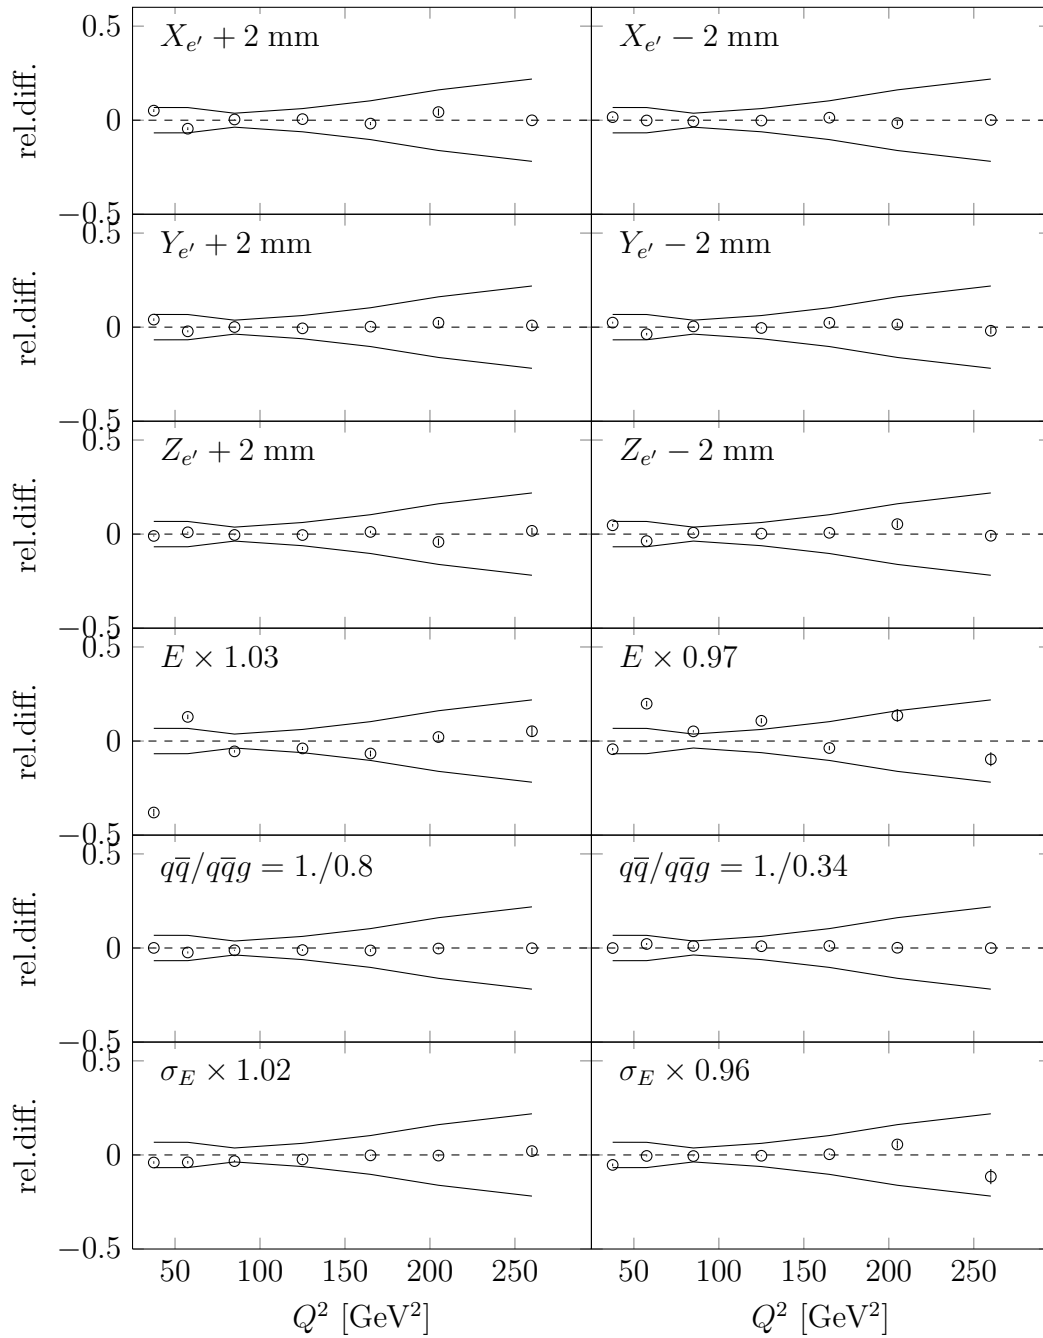 0.5
X_{e′} + 2 mm
X_{e′} − 2 mm
rel.diff.
0
−0.5
0.5
Y_{e′} + 2 mm
Y_{e′} − 2 mm
rel.diff.
0
−0.5
0.5
Z_{e′} + 2 mm
Z_{e′} − 2 mm
rel.diff.
0
−0.5
0.5
E × 1.03
E × 0.97
rel.diff.
0
−0.5
0.5
qq̄/qq̄g = 1./0.8
qq̄/qq̄g = 1./0.34
rel.diff.
0
−0.5
0.5
σ_E × 1.02
σ_E × 0.96
rel.diff.
0
−0.5
50 100 150 200 250 50 100 150 200 250
Q² [GeV²] Q² [GeV²]